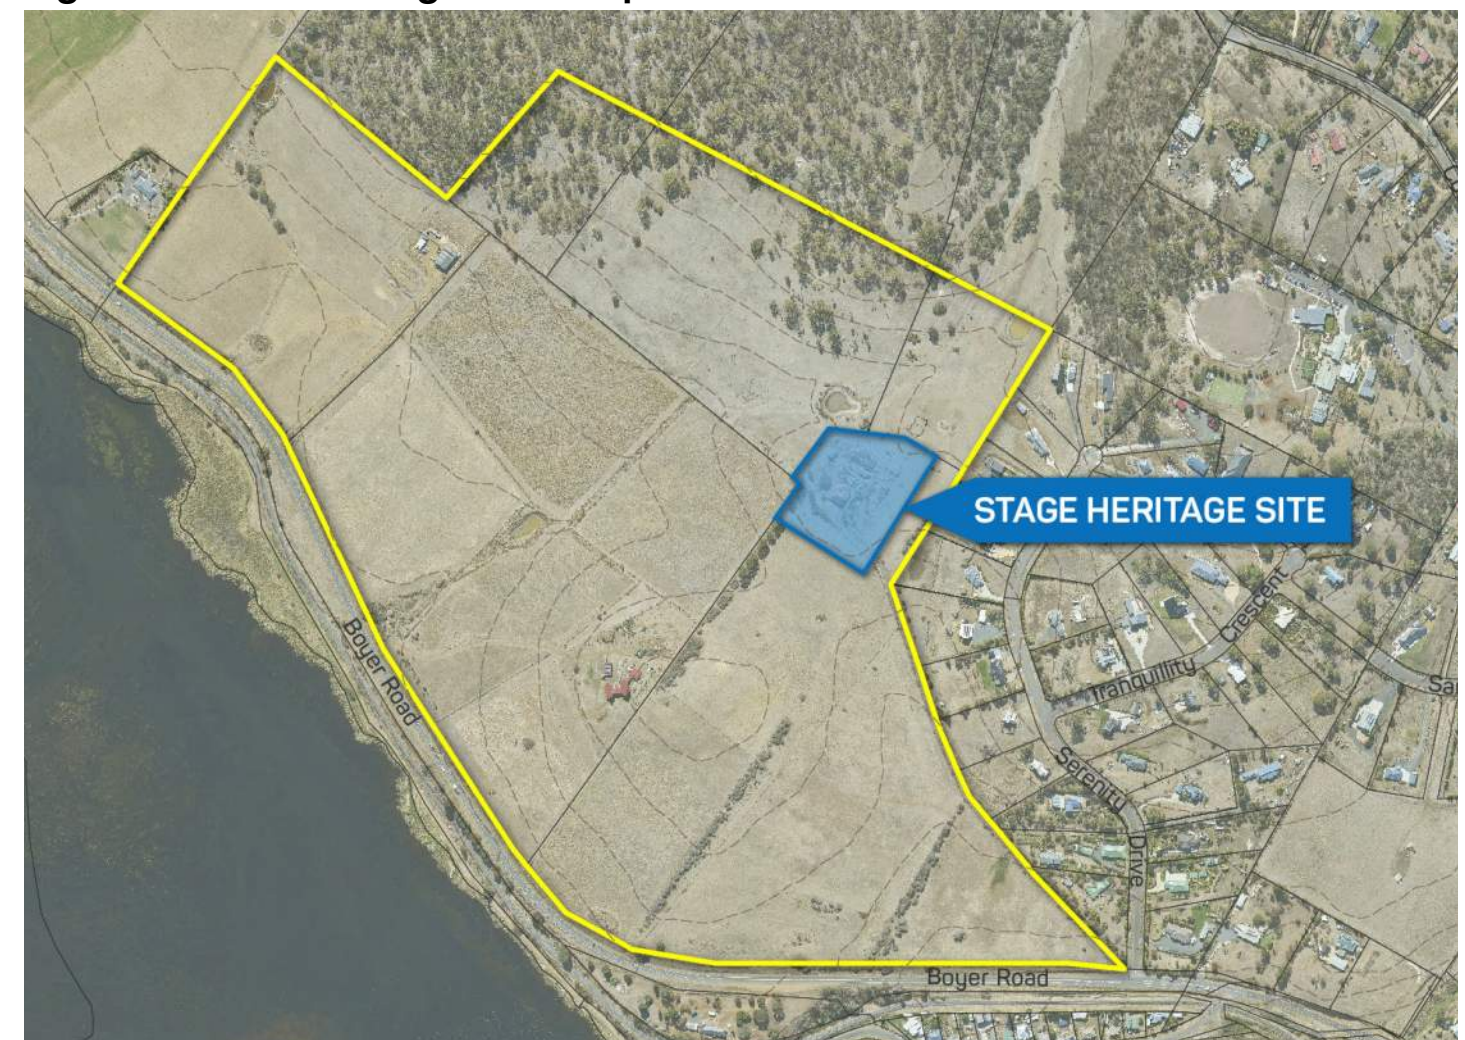 STAGE HERITAGE SITE
Crescent
Tranquillity
Boyer Road
Serenity Drive
Boyer Road